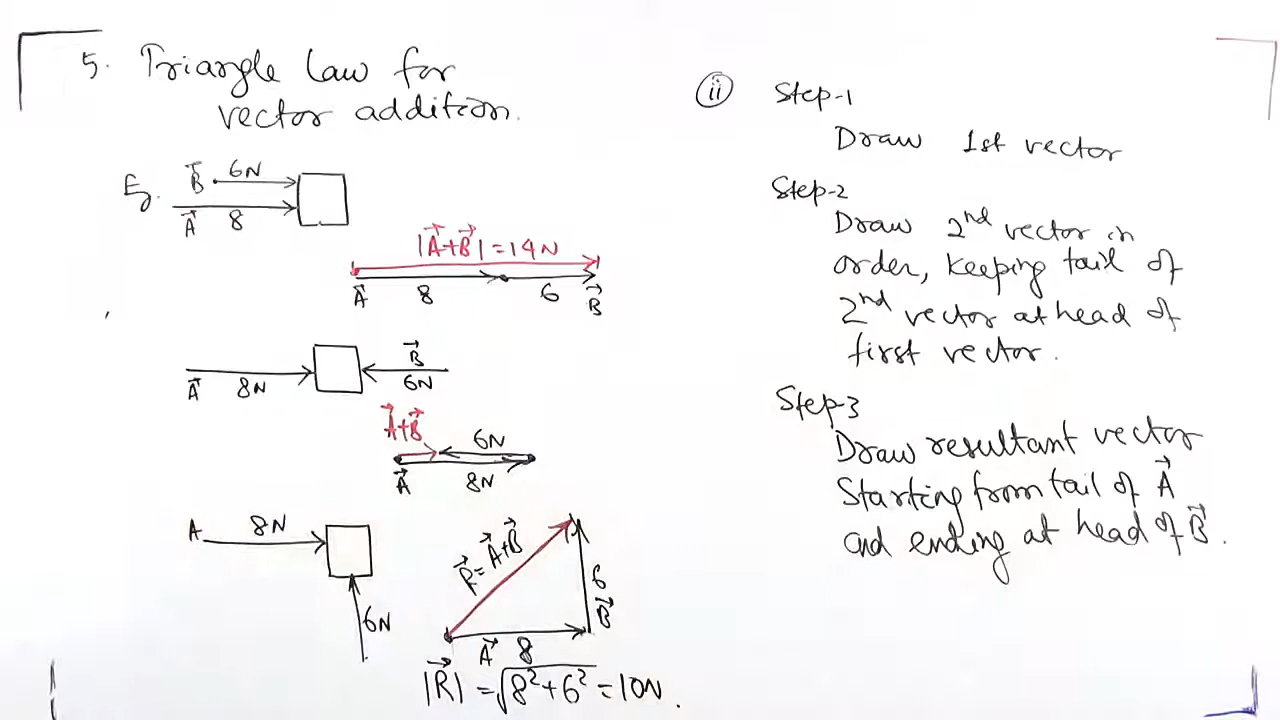 5. Triangle Law for
vector addition.
Eg. B⃗ 6N
A⃗ 8
|A⃗+B⃗| = 14N
A⃗ 8 6 B⃗
A⃗ 8N B⃗ 6N
A⃗+B⃗
6N
A⃗ 8N
A 8N
6N
R⃗ = A⃗+B⃗
6 B⃗
A⃗ 8
|R⃗| = √8²+6² = 10N.
ii Step-1
Draw 1st vector
Step-2
Draw 2nd vector in
order, keeping tail of
2nd vector at head of
first vector.
Step-3
Draw resultant vector
Starting from tail of A⃗
and ending at head of B⃗.